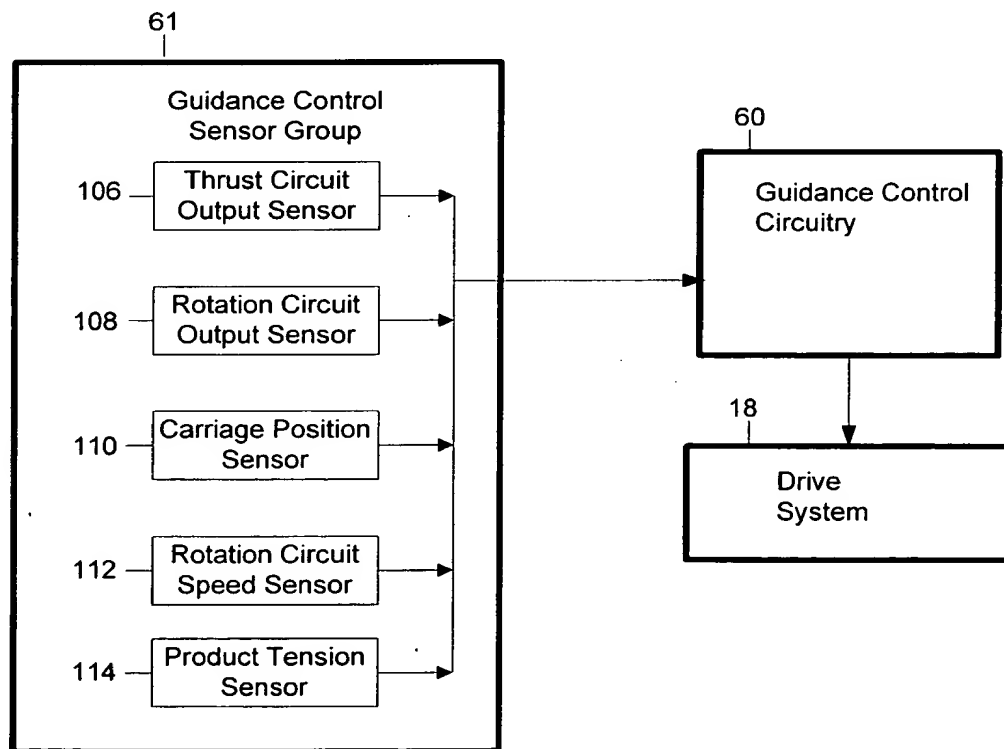 61
Guidance Control
Sensor Group
60
Guidance Control
Circuitry
106
Thrust Circuit
Output Sensor
108
Rotation Circuit
Output Sensor
110
Carriage Position
Sensor
18
Drive
System
112
Rotation Circuit
Speed Sensor
114
Product Tension
Sensor